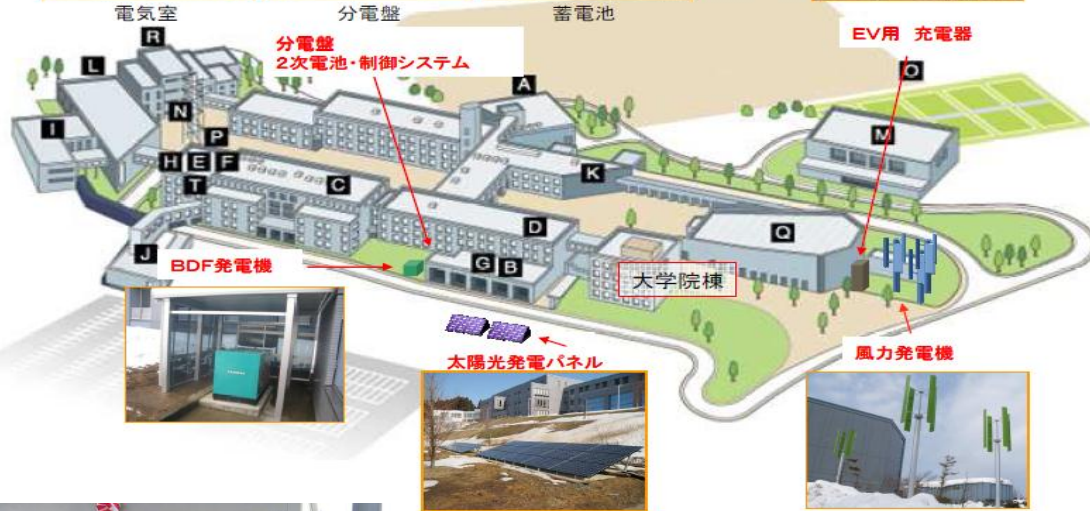 電気室
分電盤
蓄電池
分電盤
2次電池・制御システム
EV用 充電器
R
L
A
O
I
N
M
P
H E F
K
T
C
D
Q
J
G B
BDF発電機
大学院棟
太陽光発電パネル
風力発電機